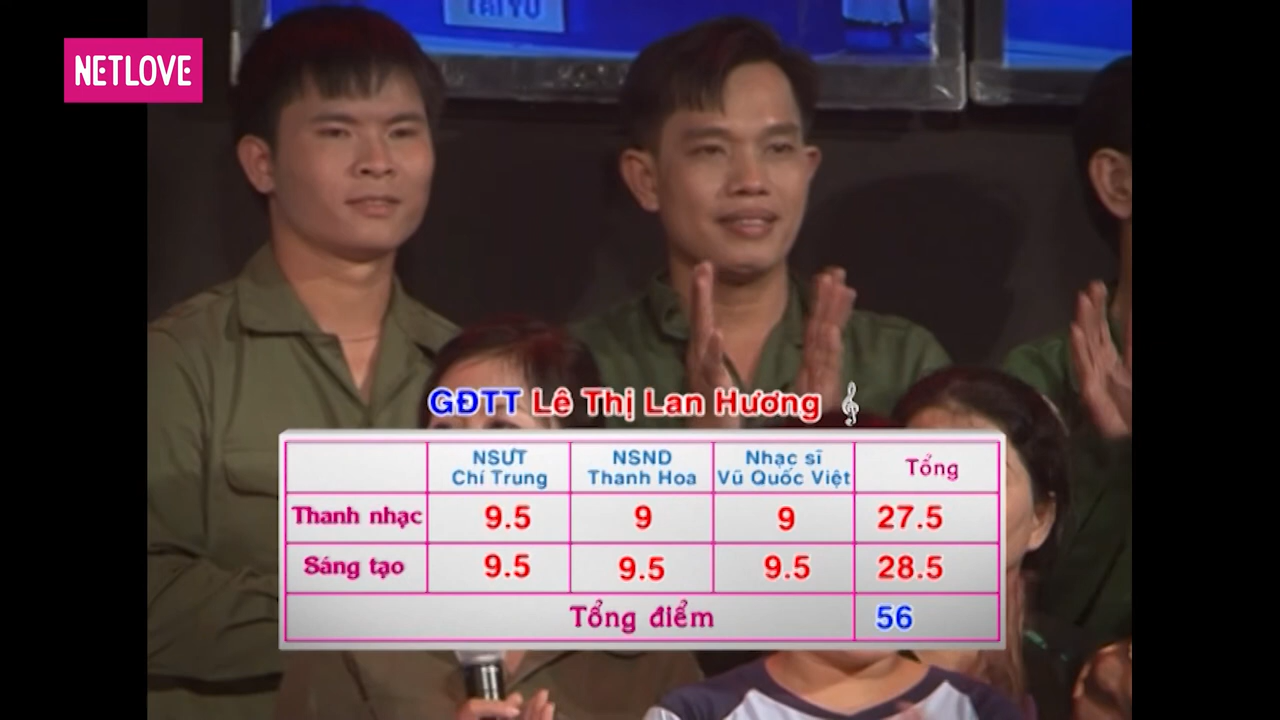 TÀI TỬ
NETLOVE
GĐTT Lê Thị Lan Hương
NSƯT Chí Trung
NSND Thanh Hoa
Nhạc sĩ Vũ Quốc Việt
Tổng
Thanh nhạc 9.5 9 9 27.5
Sáng tạo 9.5 9.5 9.5 28.5
Tổng điểm 56